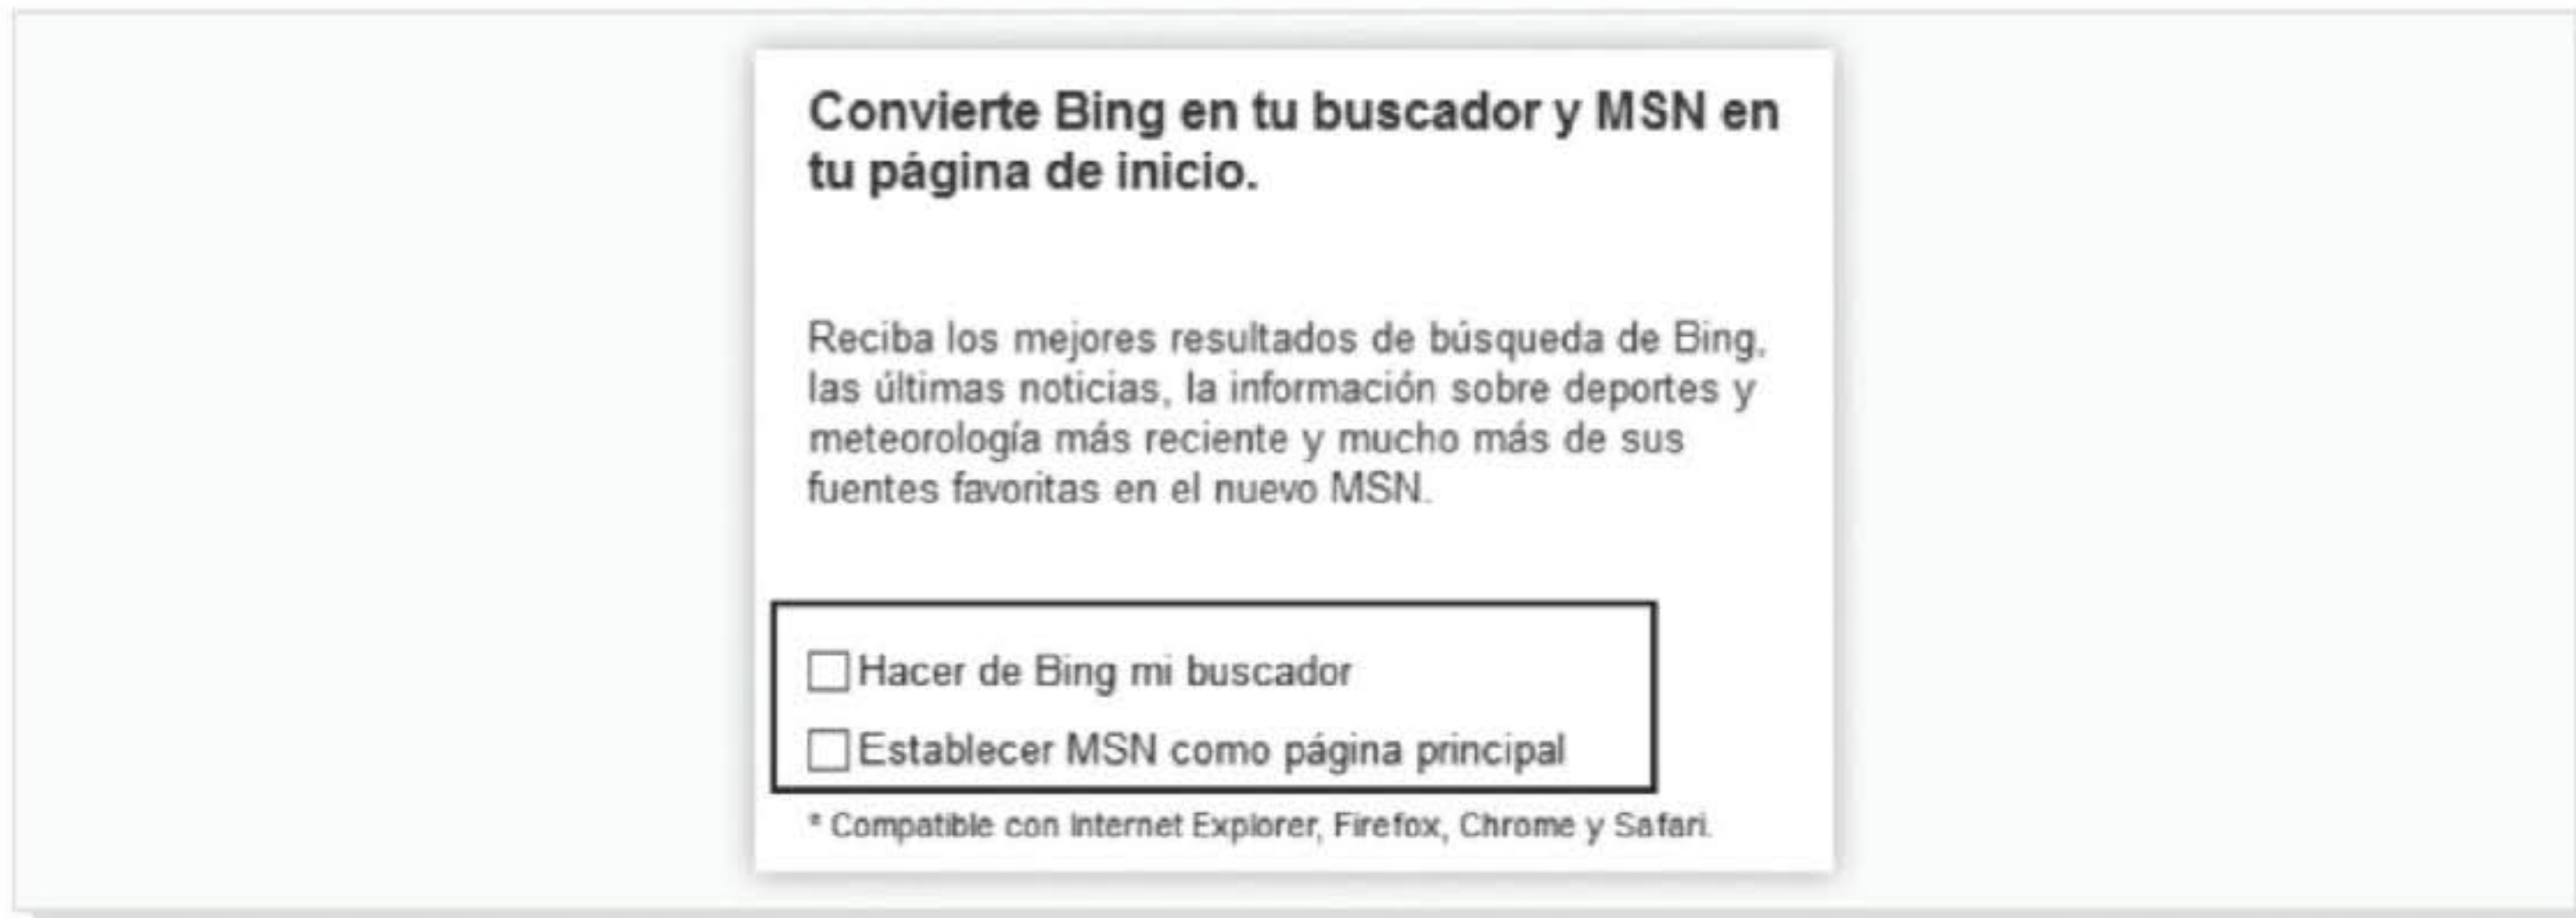 Convierte Bing en tu buscador y MSN en
tu página de inicio.
Reciba los mejores resultados de búsqueda de Bing,
las últimas noticias, la información sobre deportes y
meteorología más reciente y mucho más de sus
fuentes favoritas en el nuevo MSN.
Hacer de Bing mi buscador
Establecer MSN como página principal
* Compatible con Internet Explorer, Firefox, Chrome y Safari.